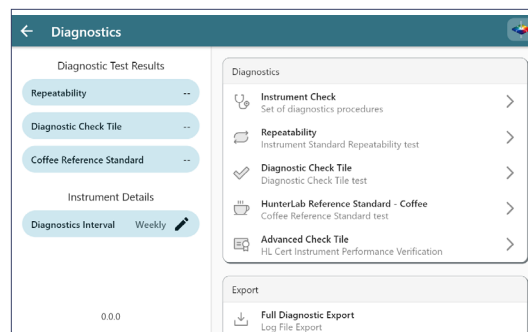 Diagnostics
Diagnostic Test Results
Repeatability --
Diagnostic Check Tile --
Coffee Reference Standard --
Instrument Details
Diagnostics Interval Weekly
0.0.0
Diagnostics
Instrument Check
Set of diagnostics procedures
Repeatability
Instrument Standard Repeatability test
Diagnostic Check Tile
Diagnostic Check Tile test
HunterLab Reference Standard - Coffee
Coffee Reference Standard test
Advanced Check Tile
HL Cert Instrument Performance Verification
Export
Full Diagnostic Export
Log File Export